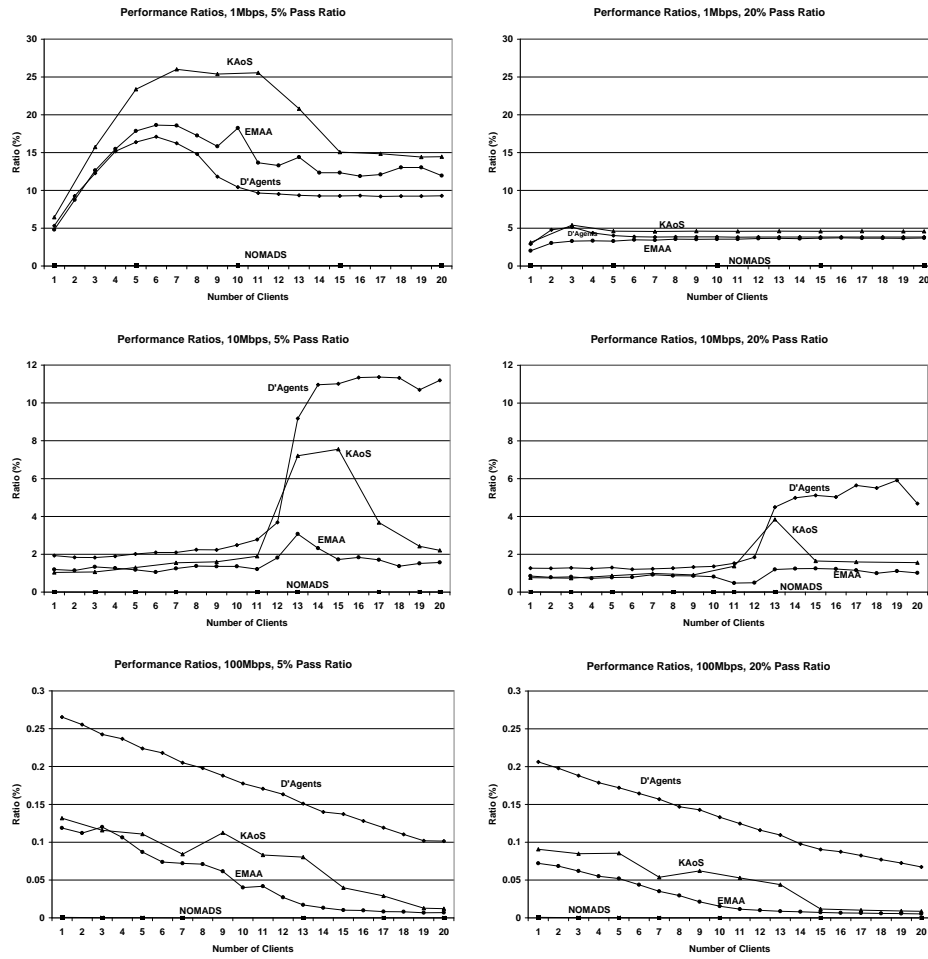 Performance Ratios, 1Mbps, 5% Pass Ratio
30
25
20
15
10
5
0
Ratio (%)
KAoS
EMAA
D'Agents
NOMADS
1 2 3 4 5 6 7 8 9 10 11 12 13 14 15 16 17 18 19 20
Number of Clients
Performance Ratios, 1Mbps, 20% Pass Ratio
30
25
20
15
10
5
0
Ratio (%)
KAoS
D'Agents
EMAA
NOMADS
1 2 3 4 5 6 7 8 9 10 11 12 13 14 15 16 17 18 19 20
Number of Clients
Performance Ratios, 10Mbps, 5% Pass Ratio
12
10
8
6
4
2
0
Ratio (%)
D'Agents
KAoS
EMAA
NOMADS
1 2 3 4 5 6 7 8 9 10 11 12 13 14 15 16 17 18 19 20
Number of Clients
Performance Ratios, 10Mbps, 20% Pass Ratio
12
10
8
6
4
2
0
Ratio (%)
D'Agents
KAoS
EMAA
NOMADS
1 2 3 4 5 6 7 8 9 10 11 12 13 14 15 16 17 18 19 20
Number of Clients
Performance Ratios, 100Mbps, 5% Pass Ratio
0.3
0.25
0.2
0.15
0.1
0.05
0
Ratio (%)
D'Agents
KAoS
EMAA
NOMADS
1 2 3 4 5 6 7 8 9 10 11 12 13 14 15 16 17 18 19 20
Number of Clients
Performance Ratios, 100Mbps, 20% Pass Ratio
0.3
0.25
0.2
0.15
0.1
0.05
0
Ratio (%)
D'Agents
KAoS
EMAA
NOMADS
1 2 3 4 5 6 7 8 9 10 11 12 13 14 15 16 17 18 19 20
Number of Clients